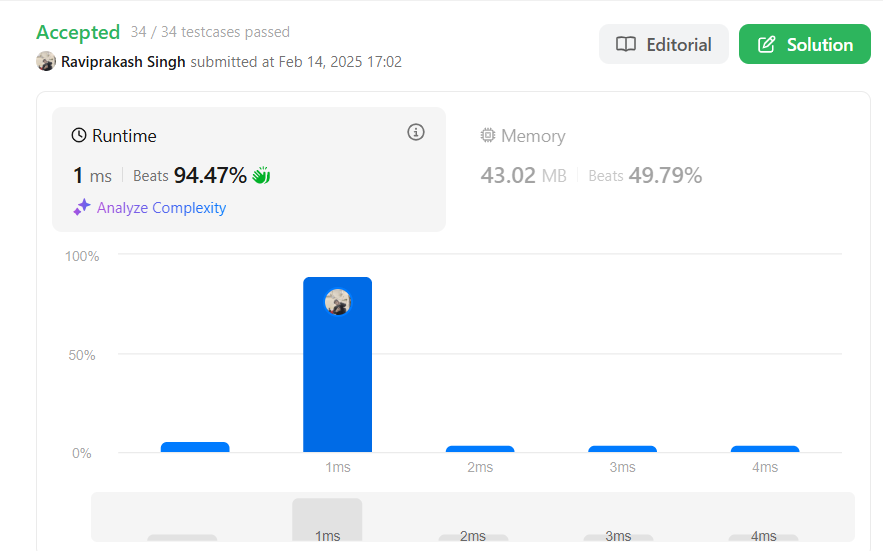 Accepted 34 / 34 testcases passed
Raviprakash Singh submitted at Feb 14, 2025 17:02
Editorial
Solution
Runtime
1 ms Beats 94.47%
Analyze Complexity
Memory
43.02 MB Beats 49.79%
100%
50%
0%
1ms 2ms 3ms 4ms
1ms 2ms 3ms 4ms